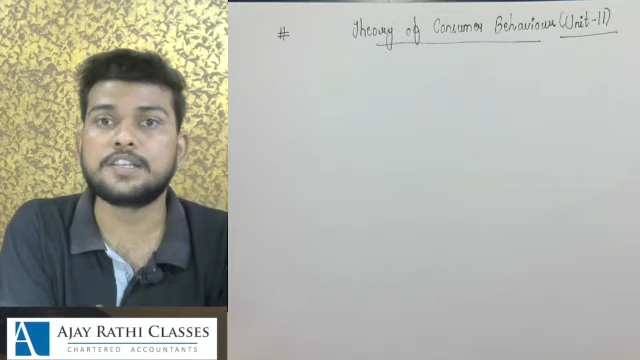 # Theory of Consumer Behaviour (Unit-II)
A
AJAY RATHI CLASSES
CHARTERED ACCOUNTANTS